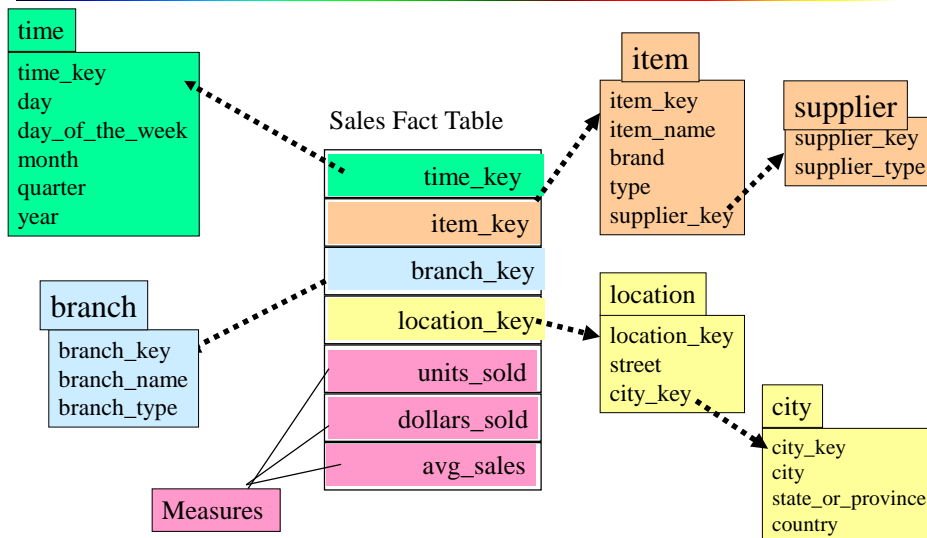 time
time_key
day
day_of_the_week
month
quarter
year
Sales Fact Table
time_key
item_key
branch_key
location_key
units_sold
dollars_sold
avg_sales
Measures
branch
branch_key
branch_name
branch_type
item
item_key
item_name
brand
type
supplier_key
supplier
supplier_key
supplier_type
location
location_key
street
city_key
city
city_key
city
state_or_province
country